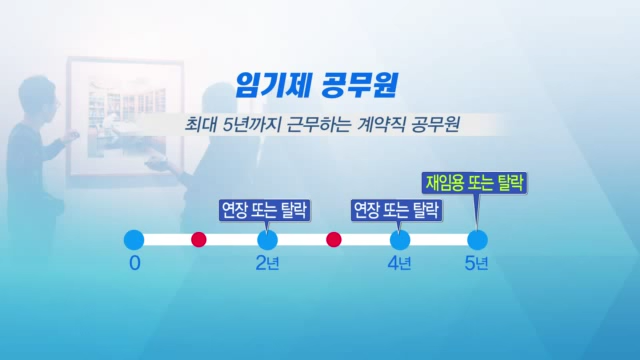 임기제 공무원
최대 5년까지 근무하는 계약직 공무원
재임용 또는 탈락
연장 또는 탈락 연장 또는 탈락
0 2년 4년 5년